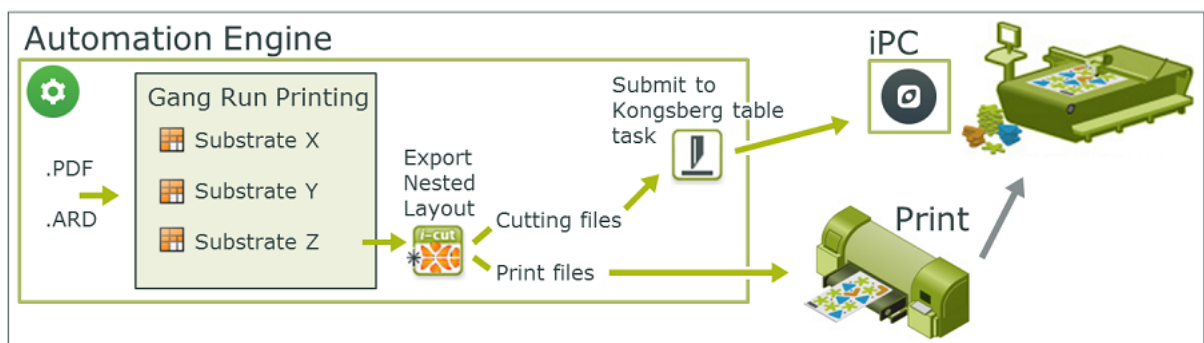 Automation Engine
iPC
Gang Run Printing
Substrate X
Substrate Y
Substrate Z
.PDF
.ARD
Export
Nested
Layout
i-cut
Cutting files
Print files
Submit to
Kongsberg table
task
Print